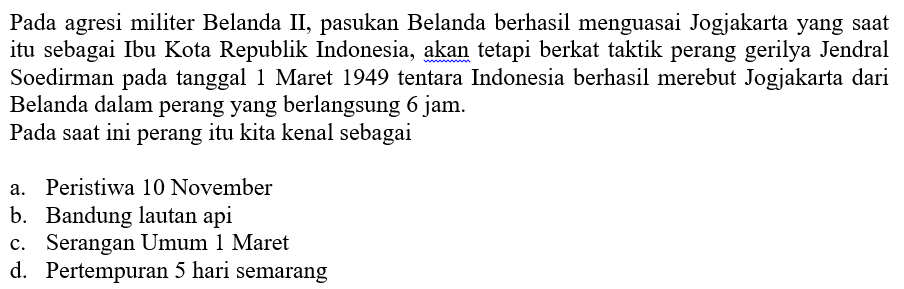 Pada agresi militer Belanda II, pasukan Belanda berhasil menguasai Jogjakarta yang saat
itu sebagai Ibu Kota Republik Indonesia, akan tetapi berkat taktik perang gerilya Jendral
Soedirman pada tanggal 1 Maret 1949 tentara Indonesia berhasil merebut Jogjakarta dari
Belanda dalam perang yang berlangsung 6 jam.
Pada saat ini perang itu kita kenal sebagai
a. Peristiwa 10 November
b. Bandung lautan api
c. Serangan Umum 1 Maret
d. Pertempuran 5 hari semarang